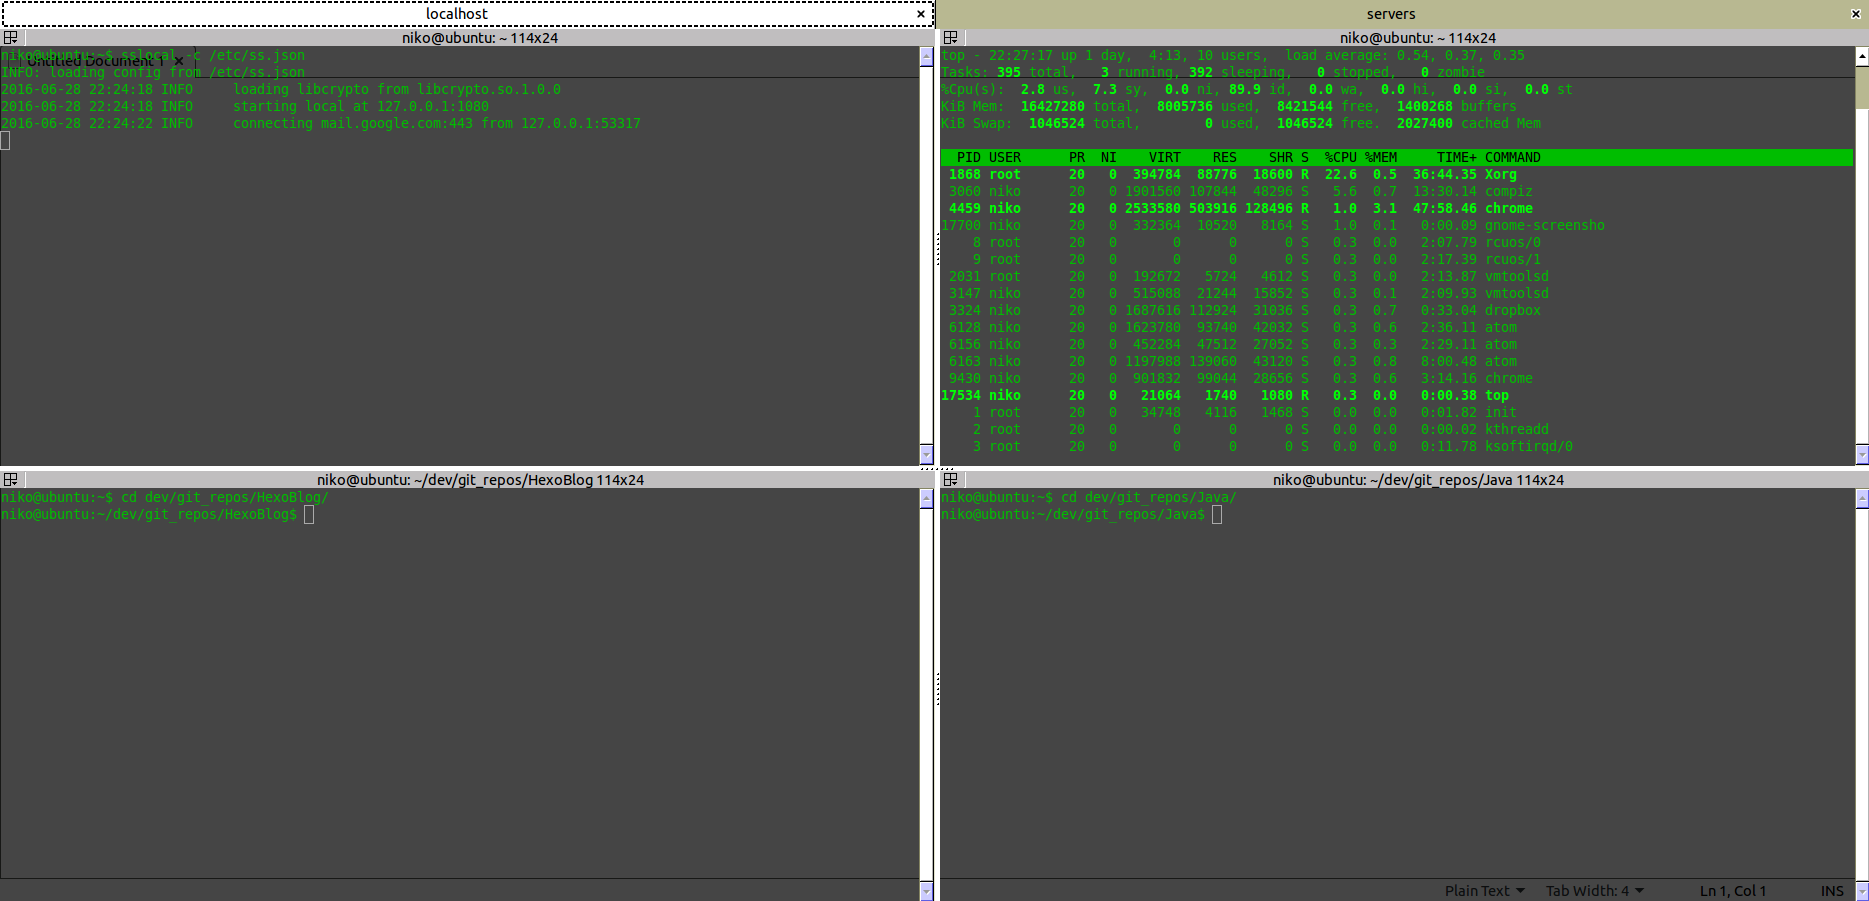 localhost ×
servers ×
niko@ubuntu: ~ 114x24
niko@ubuntu:~$ sslocal -c /etc/ss.json
Untitled Document 1 ×
INFO: loading config from /etc/ss.json
2016-06-28 22:24:18 INFO     loading libcrypto from libcrypto.so.1.0.0
2016-06-28 22:24:18 INFO     starting local at 127.0.0.1:1080
2016-06-28 22:24:22 INFO     connecting mail.google.com:443 from 127.0.0.1:53317
niko@ubuntu: ~ 114x24
top - 22:27:17 up 1 day,  4:13, 10 users,  load average: 0.54, 0.37, 0.35
Tasks: 395 total,   3 running, 392 sleeping,   0 stopped,   0 zombie
%Cpu(s):  2.8 us,  7.3 sy,  0.0 ni, 89.9 id,  0.0 wa,  0.0 hi,  0.0 si,  0.0 st
KiB Mem:  16427280 total,  8005736 used,  8421544 free,  1400268 buffers
KiB Swap:  1046524 total,        0 used,  1046524 free.  2027400 cached Mem
PID USER      PR  NI    VIRT    RES    SHR S  %CPU %MEM     TIME+ COMMAND
1868 root      20   0  394784  88776  18600 R  22.6  0.5  36:44.35 Xorg
3060 niko      20   0 1901560 107844  48296 S   5.6  0.7  13:30.14 compiz
4459 niko      20   0 2533580 503916 128496 R   1.0  3.1  47:58.46 chrome
17700 niko      20   0  332364  10520   8164 S   1.0  0.1   0:00.09 gnome-screensho
8 root      20   0       0      0      0 S   0.3  0.0   2:07.79 rcuos/0
9 root      20   0       0      0      0 S   0.3  0.0   2:17.39 rcuos/1
2031 root      20   0  192672   5724   4612 S   0.3  0.0   2:13.87 vmtoolsd
3147 niko      20   0  515088  21244  15852 S   0.3  0.1   2:09.93 vmtoolsd
3324 niko      20   0 1687616 112924  31036 S   0.3  0.7   0:33.04 dropbox
6128 niko      20   0 1623780  93740  42032 S   0.3  0.6   2:36.11 atom
6156 niko      20   0  452284  47512  27052 S   0.3  0.3   2:29.11 atom
6163 niko      20   0 1197988 139060  43120 S   0.3  0.8   8:00.48 atom
9430 niko      20   0  901832  99044  28656 S   0.3  0.6   3:14.16 chrome
17534 niko      20   0   21064   1740   1080 R   0.3  0.0   0:00.38 top
1 root      20   0   34748   4116   1468 S   0.0  0.0   0:01.82 init
2 root      20   0       0      0      0 S   0.0  0.0   0:00.02 kthreadd
3 root      20   0       0      0      0 S   0.0  0.0   0:11.78 ksoftirqd/0
niko@ubuntu: ~/dev/git_repos/HexoBlog 114x24
niko@ubuntu:~$ cd dev/git_repos/HexoBlog/
niko@ubuntu:~/dev/git_repos/HexoBlog$
niko@ubuntu: ~/dev/git_repos/Java 114x24
niko@ubuntu:~$ cd dev/git_repos/Java/
niko@ubuntu:~/dev/git_repos/Java$
Plain Text Tab Width: 4 Ln 1, Col 1 INS